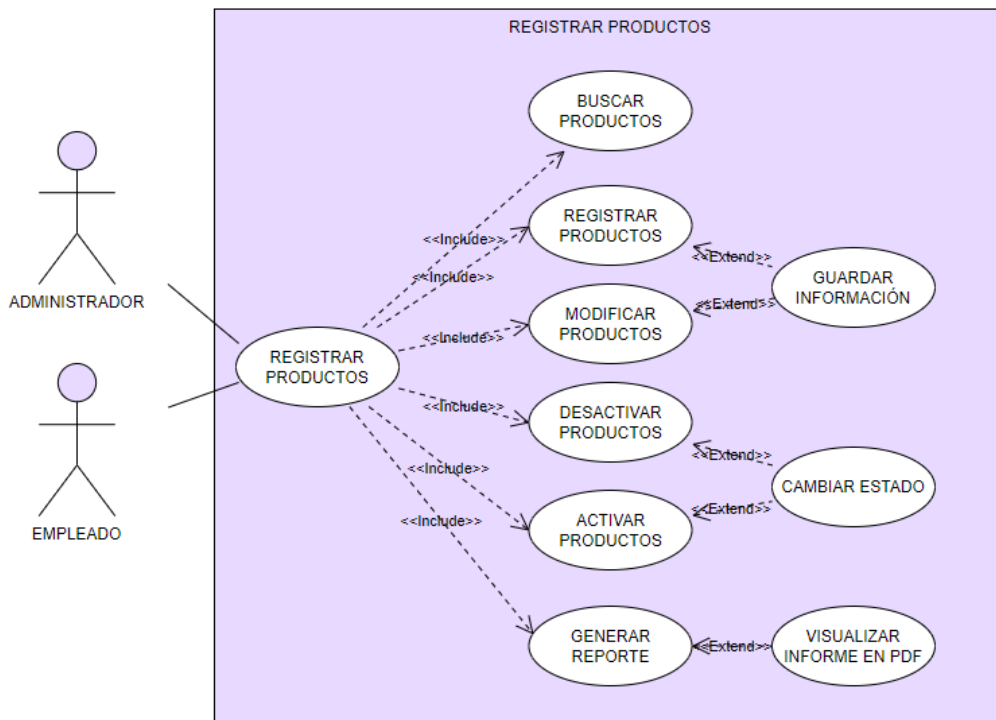 REGISTRAR PRODUCTOS
BUSCAR
PRODUCTOS
REGISTRAR
PRODUCTOS
<<Include>>
<<Extend>>
<<Include>>
GUARDAR
INFORMACIÓN
ADMINISTRADOR
<<Extend>>
MODIFICAR
PRODUCTOS
<<Include>>
REGISTRAR
PRODUCTOS
<<Include>>
DESACTIVAR
PRODUCTOS
<<Extend>>
<<Include>>
CAMBIAR ESTADO
<<Extend>>
<<Include>>
ACTIVAR
PRODUCTOS
EMPLEADO
GENERAR
REPORTE
<<Extend>>
VISUALIZAR
INFORME EN PDF